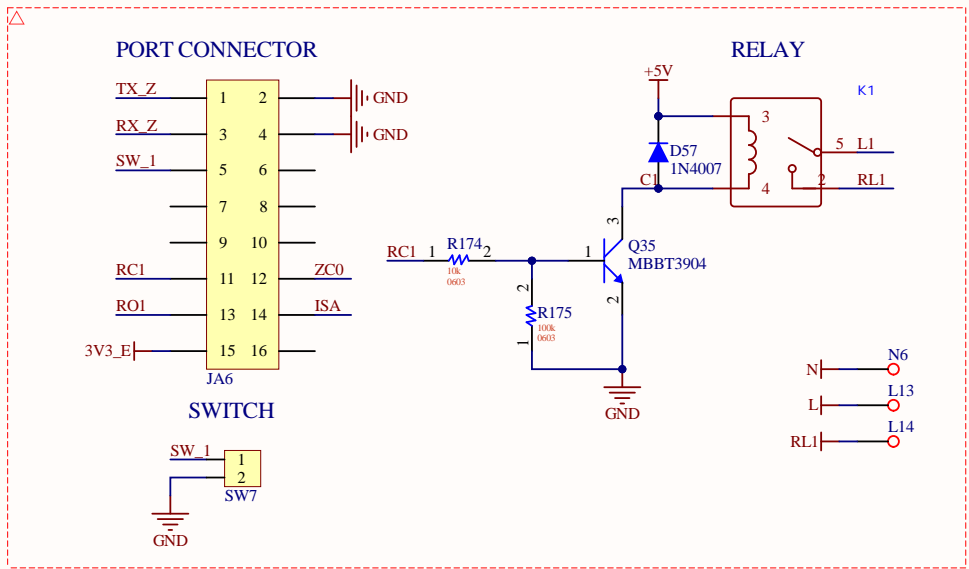 PORT CONNECTOR
RELAY
TX_Z 1 2 GND
RX_Z 3 4 GND
SW_1 5 6
7 8
9 10
RC1 11 12 ZC0
RO1 13 14 ISA
3V3_E 15 16
JA6
+5V
K1
D57
1N4007
C1
3
4
5 L1
2 RL1
RC1 1 R174 2
10k
0603
3
1 Q35
MBBT3904
2
2
R175
100k
0603
1
GND
SWITCH
SW_1 1
2
SW7
GND
N N6
L L13
RL1 L14